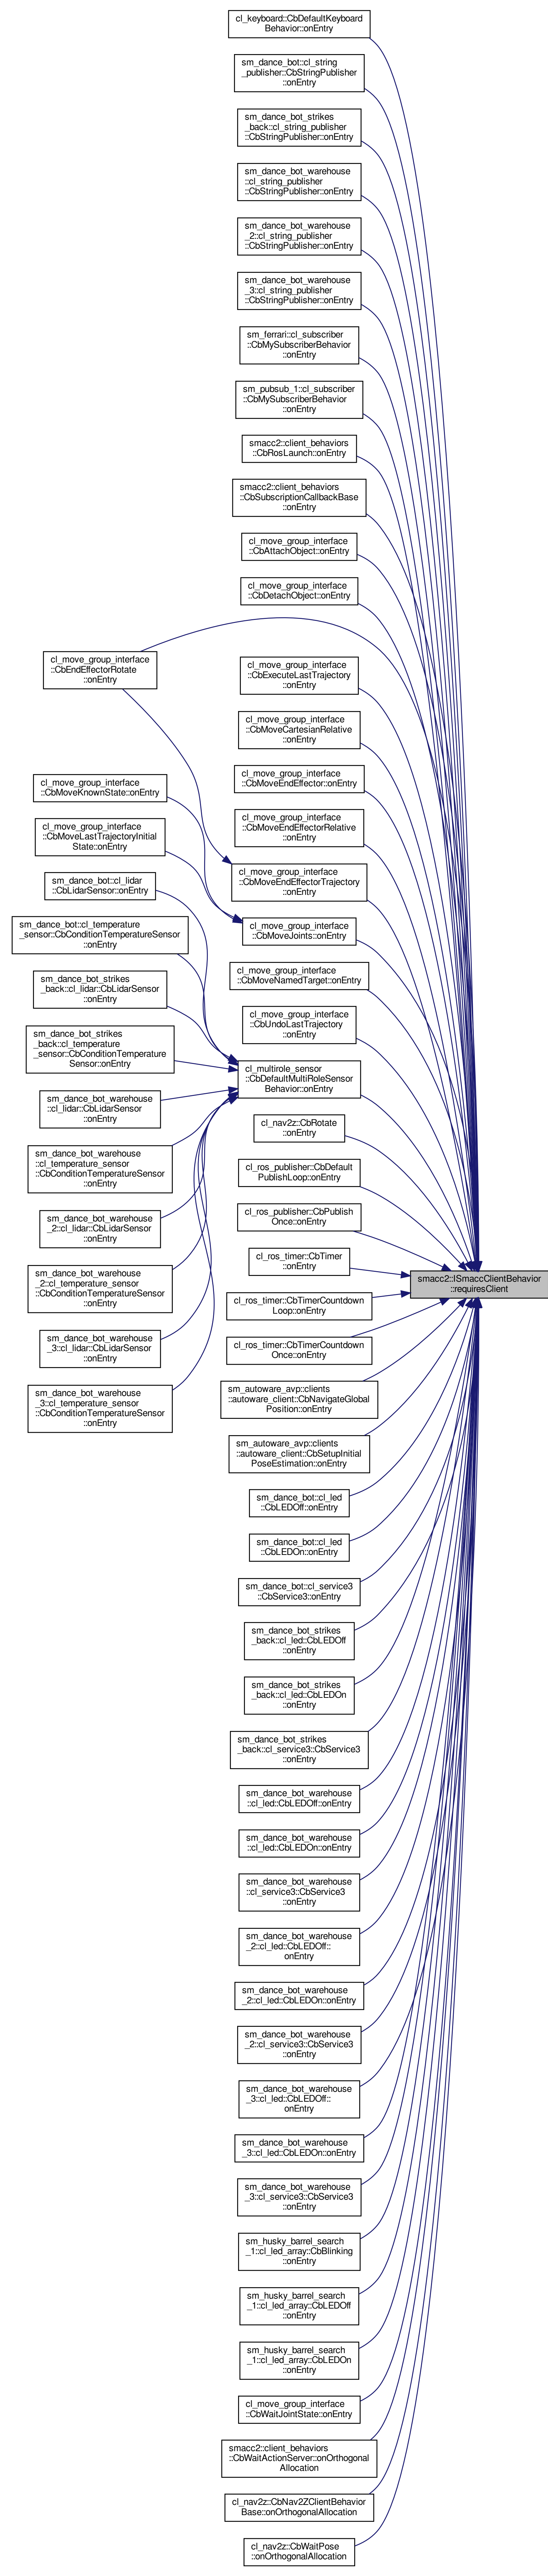 cl_keyboard::CbDefaultKeyboard
Behavior::onEntry
sm_dance_bot::cl_string
_publisher::CbStringPublisher
::onEntry
sm_dance_bot_strikes
_back::cl_string_publisher
::CbStringPublisher::onEntry
sm_dance_bot_warehouse
::cl_string_publisher
::CbStringPublisher::onEntry
sm_dance_bot_warehouse
_2::cl_string_publisher
::CbStringPublisher::onEntry
sm_dance_bot_warehouse
_3::cl_string_publisher
::CbStringPublisher::onEntry
sm_ferrari::cl_subscriber
::CbMySubscriberBehavior
::onEntry
sm_pubsub_1::cl_subscriber
::CbMySubscriberBehavior
::onEntry
smacc2::client_behaviors
::CbRosLaunch::onEntry
smacc2::client_behaviors
::CbSubscriptionCallbackBase
::onEntry
cl_move_group_interface
::CbAttachObject::onEntry
cl_move_group_interface
::CbDetachObject::onEntry
cl_move_group_interface
::CbEndEffectorRotate
::onEntry
cl_move_group_interface
::CbExecuteLastTrajectory
::onEntry
cl_move_group_interface
::CbMoveCartesianRelative
::onEntry
cl_move_group_interface
::CbMoveEndEffector::onEntry
cl_move_group_interface
::CbMoveKnownState::onEntry
cl_move_group_interface
::CbMoveEndEffectorRelative
::onEntry
cl_move_group_interface
::CbMoveLastTrajectoryInitial
State::onEntry
cl_move_group_interface
::CbMoveEndEffectorTrajectory
::onEntry
sm_dance_bot::cl_lidar
::CbLidarSensor::onEntry
cl_move_group_interface
::CbMoveJoints::onEntry
sm_dance_bot::cl_temperature
_sensor::CbConditionTemperatureSensor
::onEntry
cl_move_group_interface
::CbMoveNamedTarget::onEntry
sm_dance_bot_strikes
_back::cl_lidar::CbLidarSensor
::onEntry
cl_move_group_interface
::CbUndoLastTrajectory
::onEntry
sm_dance_bot_strikes
_back::cl_temperature
_sensor::CbConditionTemperature
Sensor::onEntry
cl_multirole_sensor
::CbDefaultMultiRoleSensor
Behavior::onEntry
sm_dance_bot_warehouse
::cl_lidar::CbLidarSensor
::onEntry
cl_nav2z::CbRotate
::onEntry
sm_dance_bot_warehouse
::cl_temperature_sensor
::CbConditionTemperatureSensor
::onEntry
cl_ros_publisher::CbDefault
PublishLoop::onEntry
sm_dance_bot_warehouse
_2::cl_lidar::CbLidarSensor
::onEntry
cl_ros_publisher::CbPublish
Once::onEntry
cl_ros_timer::CbTimer
::onEntry
smacc2::ISmaccClientBehavior
::requiresClient
sm_dance_bot_warehouse
_2::cl_temperature_sensor
::CbConditionTemperatureSensor
::onEntry
cl_ros_timer::CbTimerCountdown
Loop::onEntry
sm_dance_bot_warehouse
_3::cl_lidar::CbLidarSensor
::onEntry
cl_ros_timer::CbTimerCountdown
Once::onEntry
sm_dance_bot_warehouse
_3::cl_temperature_sensor
::CbConditionTemperatureSensor
::onEntry
sm_autoware_avp::clients
::autoware_client::CbNavigateGlobal
Position::onEntry
sm_autoware_avp::clients
::autoware_client::CbSetupInitial
PoseEstimation::onEntry
sm_dance_bot::cl_led
::CbLEDOff::onEntry
sm_dance_bot::cl_led
::CbLEDOn::onEntry
sm_dance_bot::cl_service3
::CbService3::onEntry
sm_dance_bot_strikes
_back::cl_led::CbLEDOff
::onEntry
sm_dance_bot_strikes
_back::cl_led::CbLEDOn
::onEntry
sm_dance_bot_strikes
_back::cl_service3::CbService3
::onEntry
sm_dance_bot_warehouse
::cl_led::CbLEDOff::onEntry
sm_dance_bot_warehouse
::cl_led::CbLEDOn::onEntry
sm_dance_bot_warehouse
::cl_service3::CbService3
::onEntry
sm_dance_bot_warehouse
_2::cl_led::CbLEDOff::
onEntry
sm_dance_bot_warehouse
_2::cl_led::CbLEDOn::onEntry
sm_dance_bot_warehouse
_2::cl_service3::CbService3
::onEntry
sm_dance_bot_warehouse
_3::cl_led::CbLEDOff::
onEntry
sm_dance_bot_warehouse
_3::cl_led::CbLEDOn::onEntry
sm_dance_bot_warehouse
_3::cl_service3::CbService3
::onEntry
sm_husky_barrel_search
_1::cl_led_array::CbBlinking
::onEntry
sm_husky_barrel_search
_1::cl_led_array::CbLEDOff
::onEntry
sm_husky_barrel_search
_1::cl_led_array::CbLEDOn
::onEntry
cl_move_group_interface
::CbWaitJointState::onEntry
smacc2::client_behaviors
::CbWaitActionServer::onOrthogonal
Allocation
cl_nav2z::CbNav2ZClientBehavior
Base::onOrthogonalAllocation
cl_nav2z::CbWaitPose
::onOrthogonalAllocation